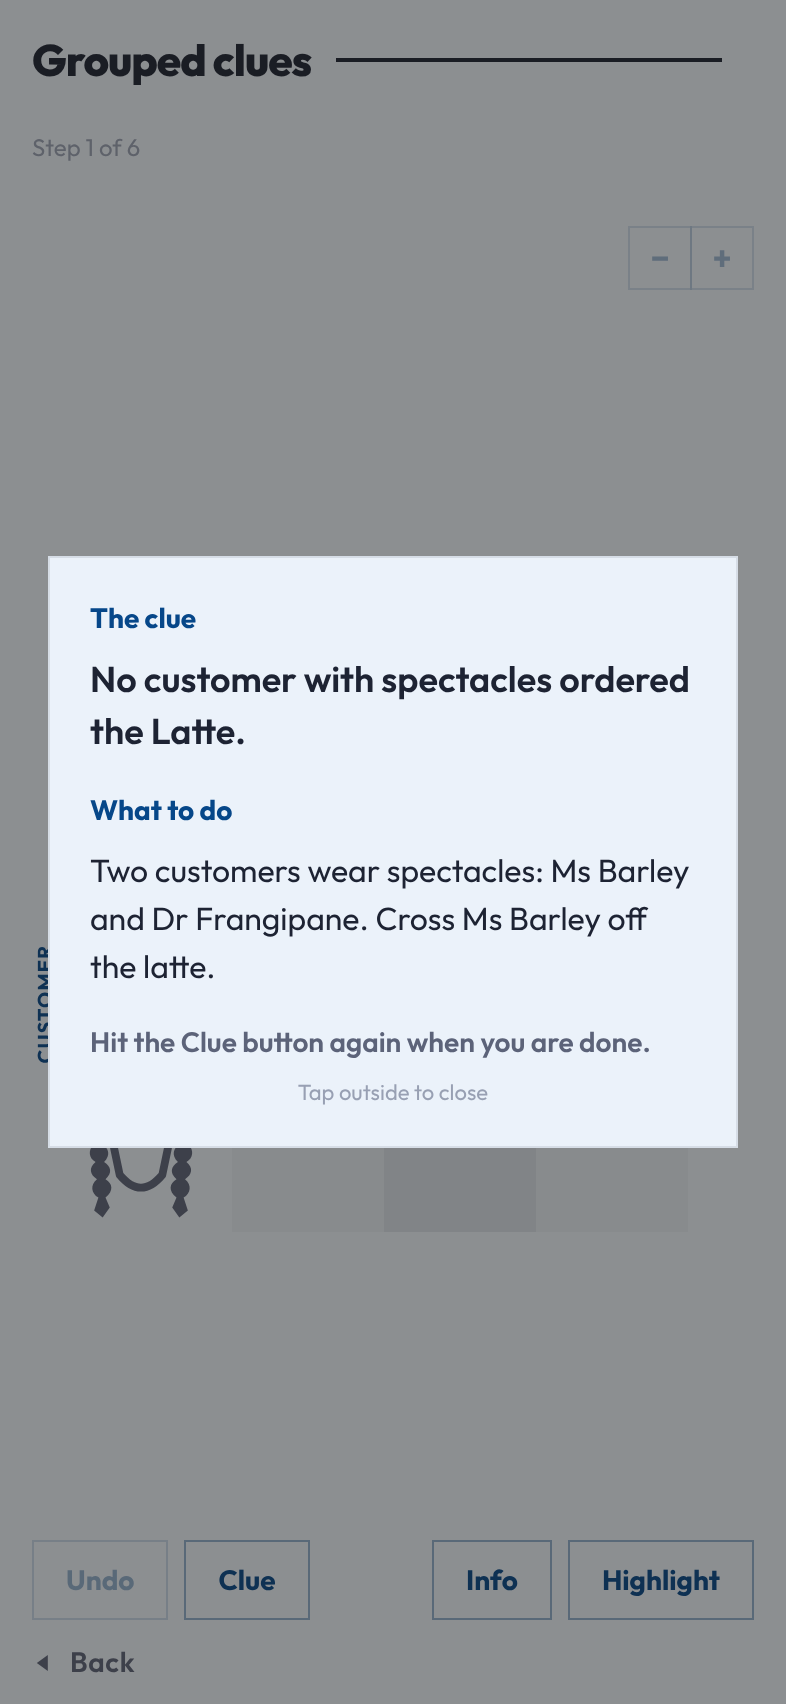 Grouped clues
Step 1 of 6
− +
The clue
No customer with spectacles ordered
the Latte.
What to do
Two customers wear spectacles: Ms Barley
and Dr Frangipane. Cross Ms Barley off
the latte.
CUSTOMER
Hit the Clue button again when you are done.
Tap outside to close
Undo Clue Info Highlight
Back